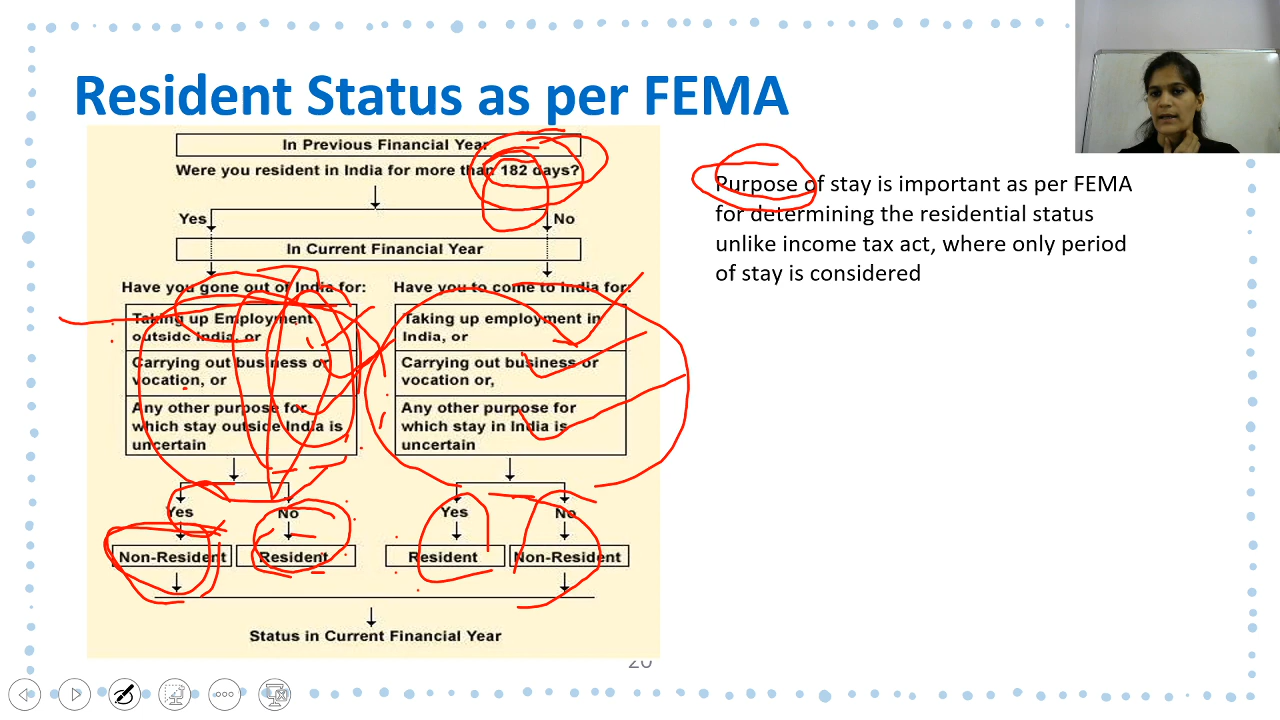 Resident Status as per FEMA
In Previous Financial Year
Were you resident in India for more than 182 days?
Yes
No
In Current Financial Year
Have you gone out of India for:
Taking up Employment
outside India, or
Carrying out business or
vocation, or
Any other purpose for
which stay outside India is
uncertain
Yes
No
Non-Resident
Resident
Have you to come to India for:
Taking up employment in
India, or
Carrying out business or
vocation or,
Any other purpose for
which stay in India is
uncertain
Yes
No
Resident
Non-Resident
Status in Current Financial Year
Purpose of stay is important as per FEMA
for determining the residential status
unlike income tax act, where only period
of stay is considered
20